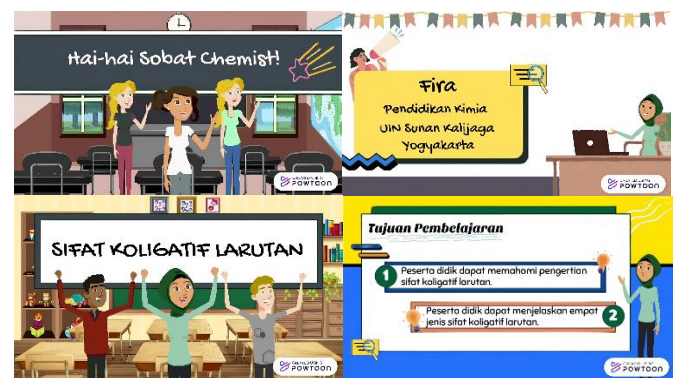 Hai-hai Sobat Chemist!
POWTOON
Fira
Pendidikan Kimia
UIN Sunan Kalijaga
Yogyakarta
POWTOON
SIFAT KOLIGATIF LARUTAN
POWTOON
Tujuan Pembelajaran
1
Peserta didik dapat memahami pengertian
sifat koligatif larutan.
Peserta didik dapat menjelaskan empat
jenis sifat koligatif larutan.
2
POWTOON